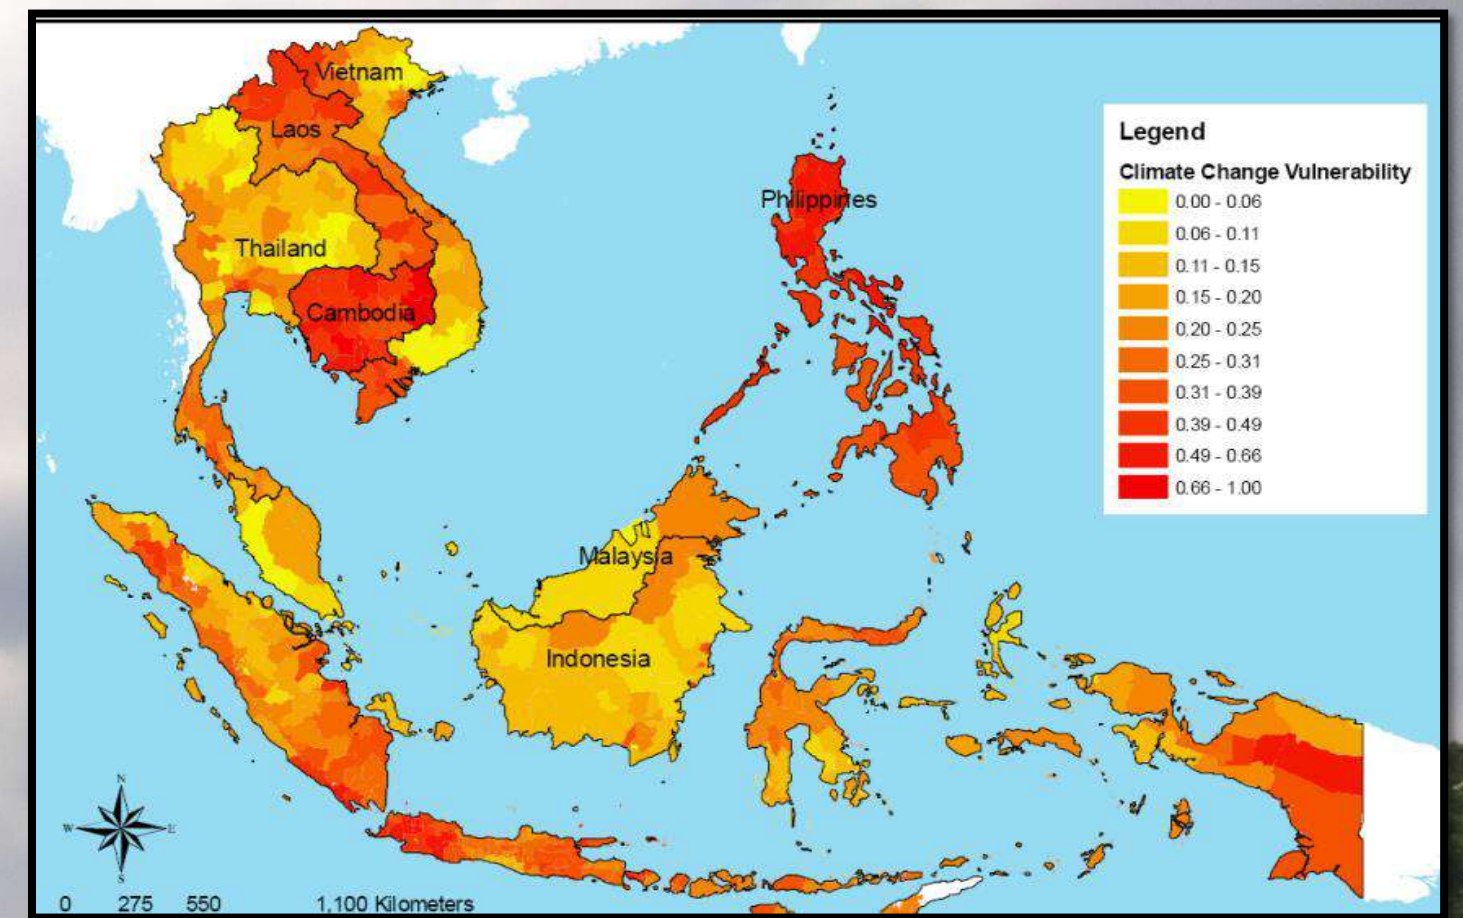 Vietnam
Laos
Thailand
Cambodia
Philippines
Malaysia
Indonesia
Legend
Climate Change Vulnerability
0.00 - 0.06
0.06 - 0.11
0.11 - 0.15
0.15 - 0.20
0.20 - 0.25
0.25 - 0.31
0.31 - 0.39
0.39 - 0.49
0.49 - 0.66
0.66 - 1.00
N
W E
S
0 275 550 1,100 Kilometers